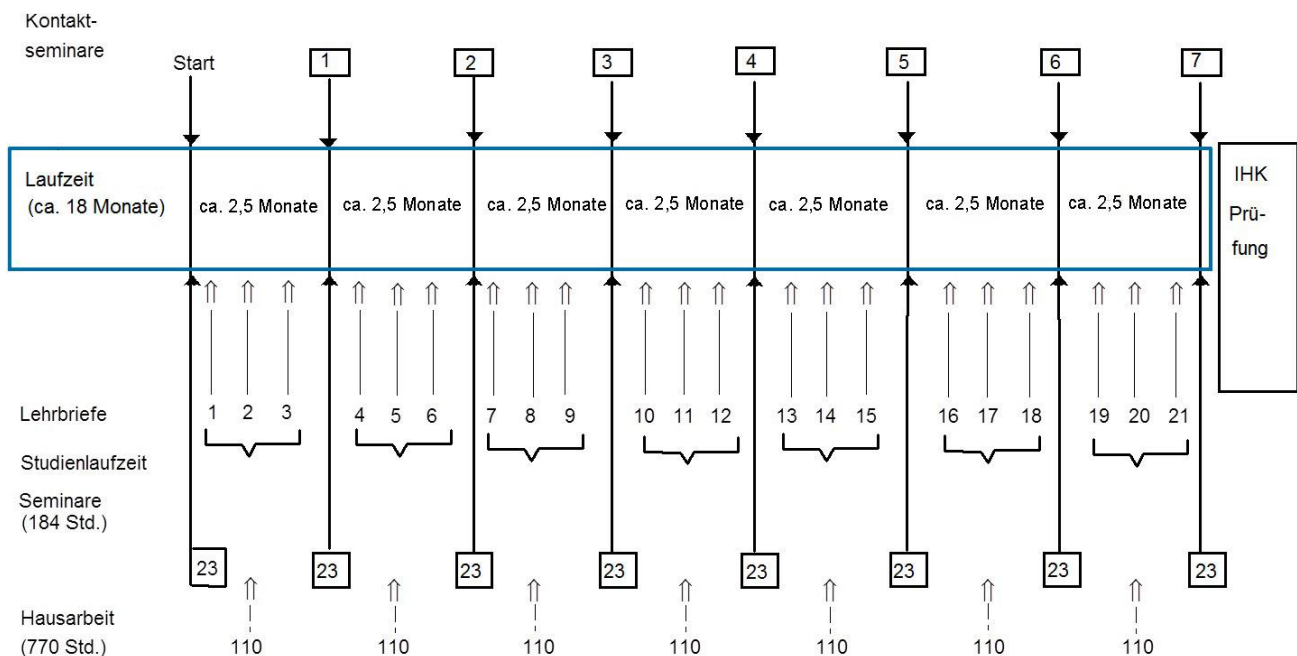 Kontakt-
seminare
Start
1 2 3 4 5 6 7
Laufzeit
(ca. 18 Monate)
ca. 2,5 Monate ca. 2,5 Monate ca. 2,5 Monate ca. 2,5 Monate ca. 2,5 Monate ca. 2,5 Monate ca. 2,5 Monate
IHK
Prü-
fung
Lehrbriefe 1 2 3 4 5 6 7 8 9 10 11 12 13 14 15 16 17 18 19 20 21
Studienlaufzeit
Seminare
(184 Std.)
23 23 23 23 23 23 23 23
Hausarbeit
(770 Std.) 110 110 110 110 110 110 110